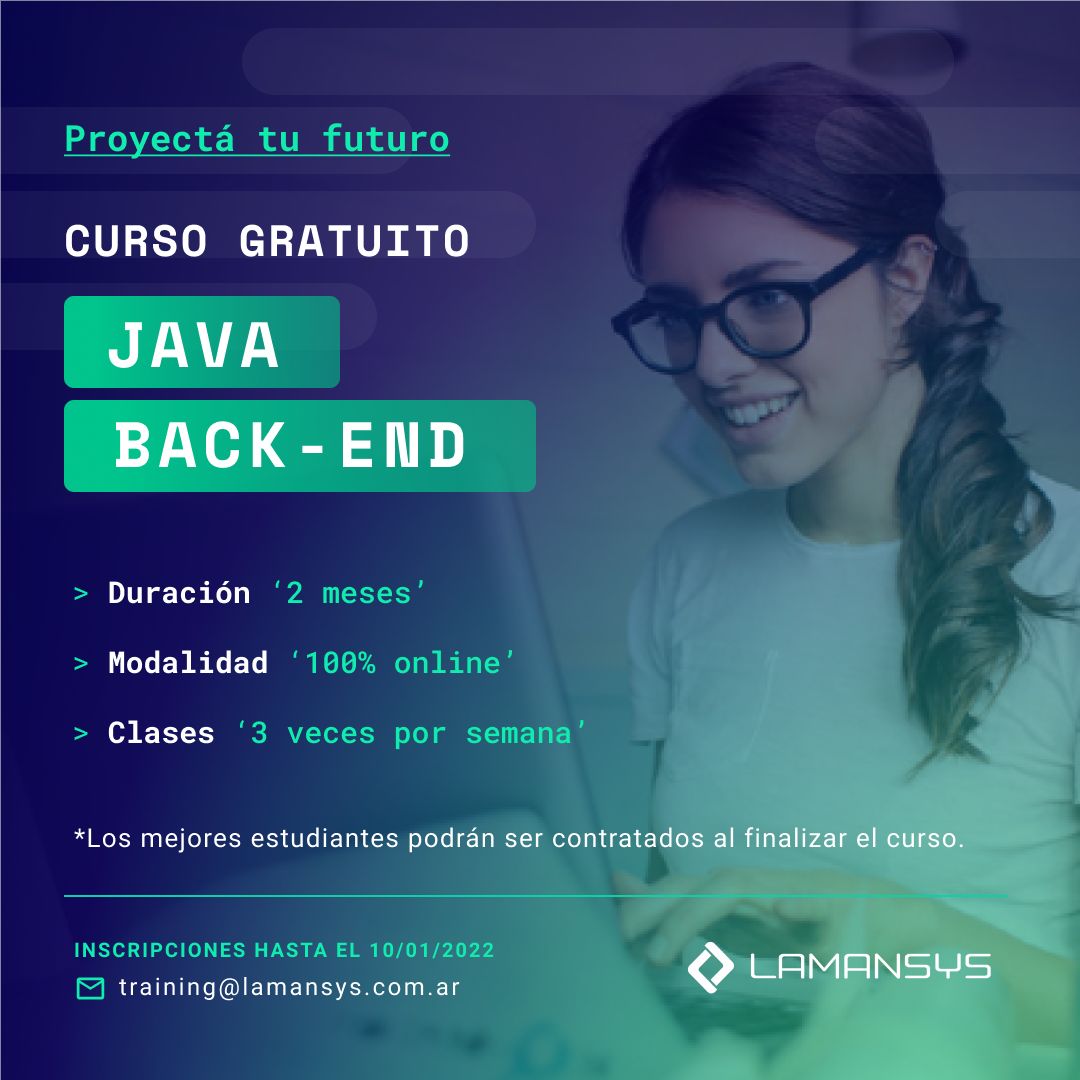 Proyectá tu futuro
CURSO GRATUITO
JAVA
BACK-END
> Duración ‘2 meses’
> Modalidad ‘100% online’
> Clases ‘3 veces por semana’
*Los mejores estudiantes podrán ser contratados al finalizar el curso.
INSCRIPCIONES HASTA EL 10/01/2022
training@lamansys.com.ar
LAMANSYS